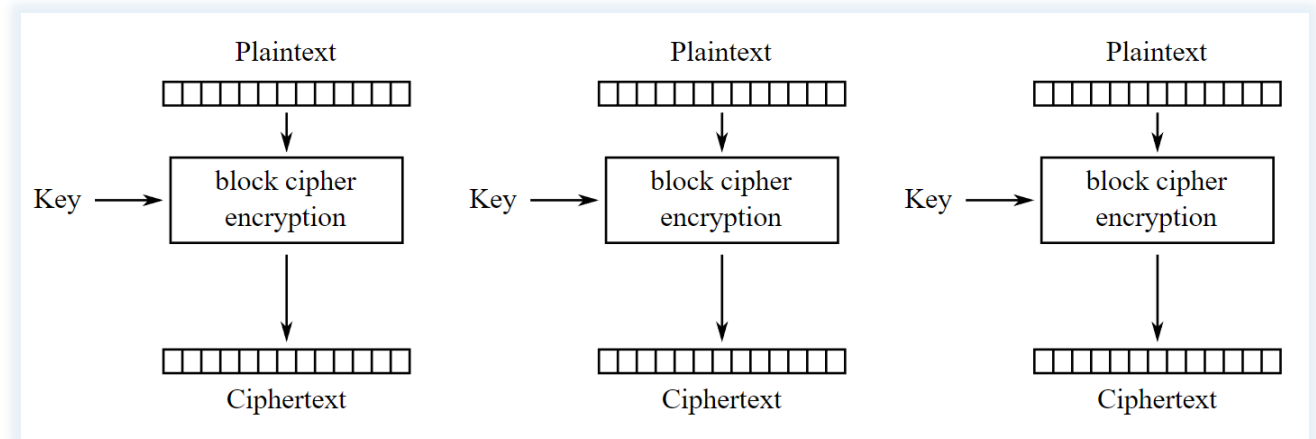 Plaintext
Plaintext
Plaintext
Key
block cipher
encryption
Key
block cipher
encryption
Key
block cipher
encryption
Ciphertext
Ciphertext
Ciphertext